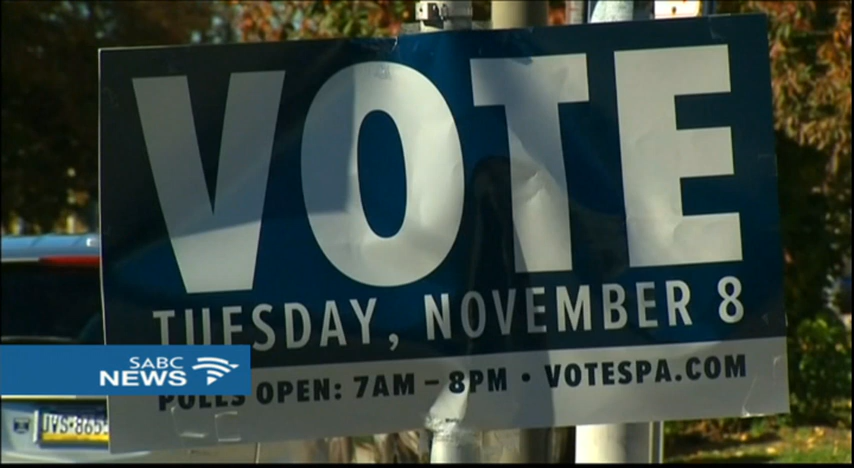 VOTE
TUESDAY, NOVEMBER 8
POLLS OPEN: 7AM – 8PM • VOTESPA.COM
SABC
NEWS